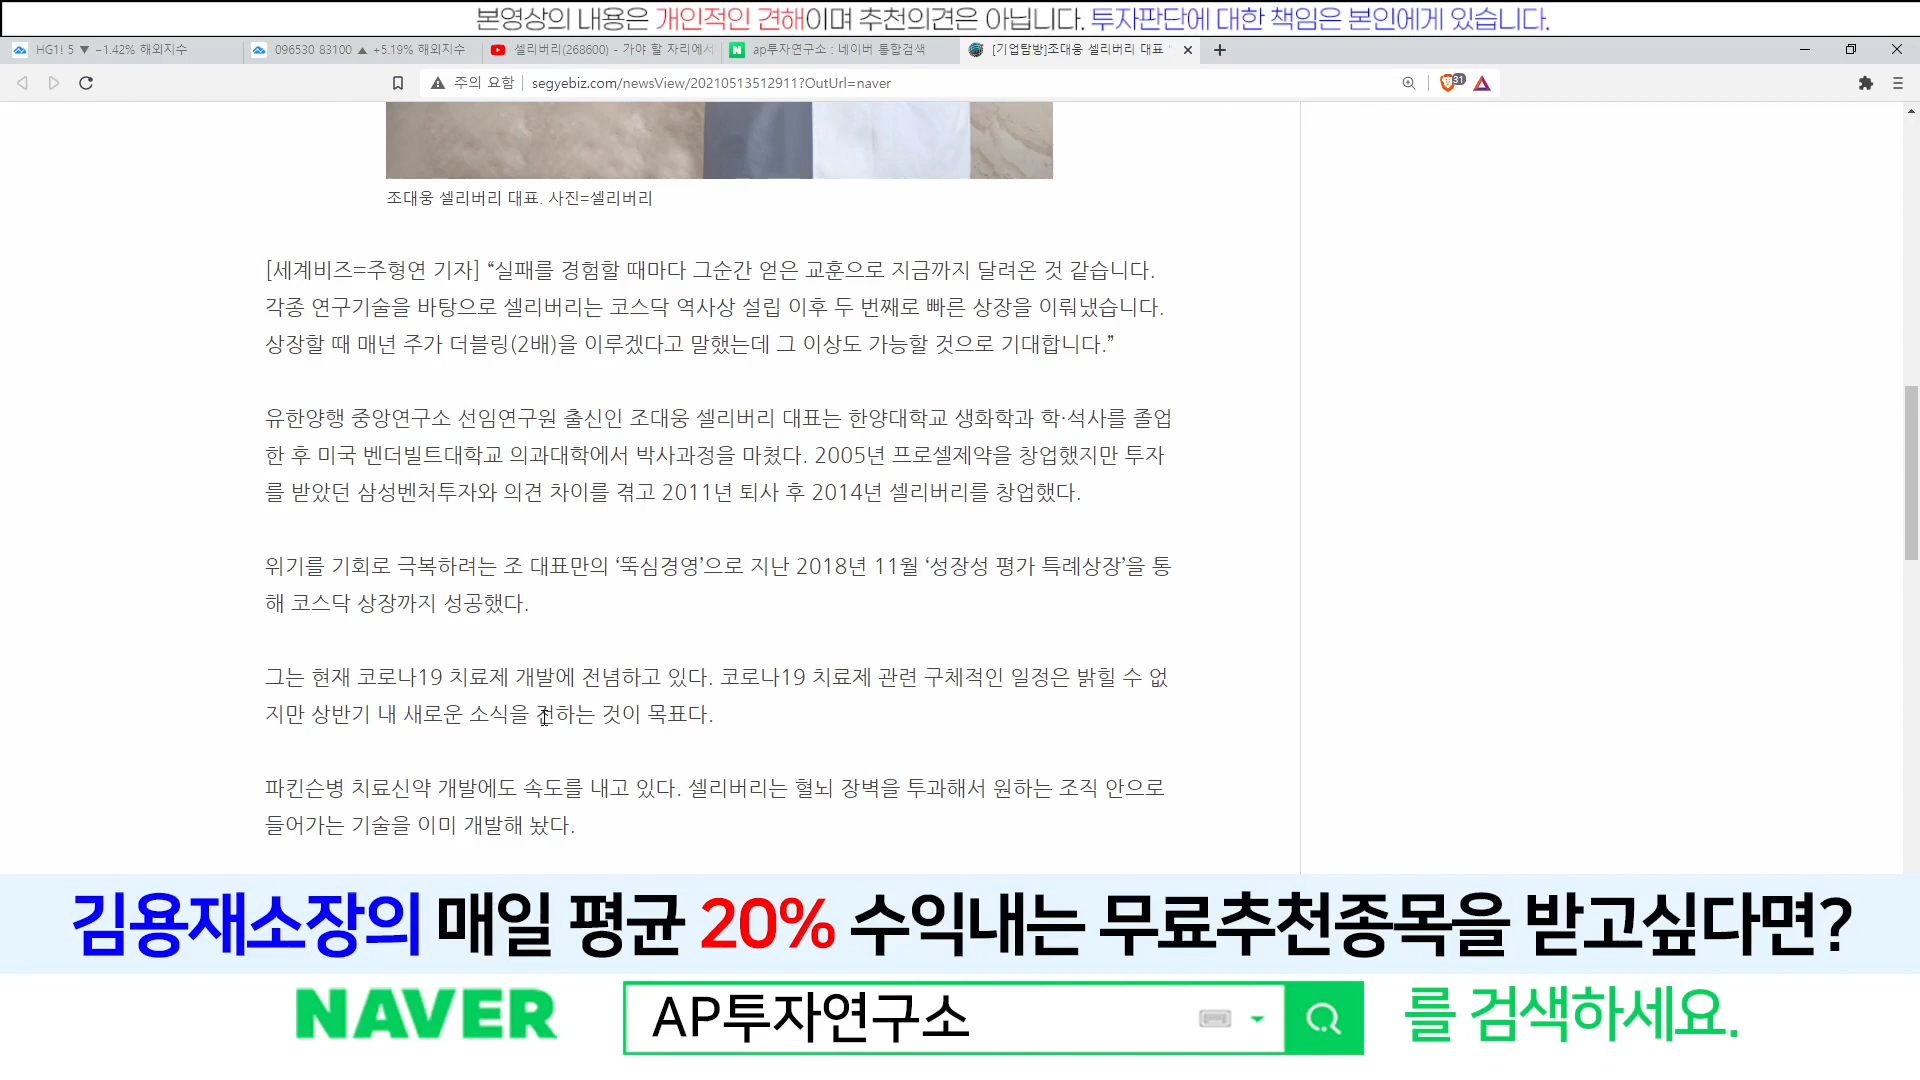 본영상의 내용은 개인적인 견해이며 추천의견은 아닙니다. 투자판단에 대한 책임은 본인에게 있습니다.
HG1! 5 ▼ −1.42% 해외지수
096530 83100 ▲ +5.19% 해외지수
셀리버리(268600) - 가야 할 자리에서
ap투자연구소 : 네이버 통합검색
[기업탐방]조대웅 셀리버리 대표 "
주의 요함
segyebiz.com/newsView/20210513512911?OutUrl=naver
31
조대웅 셀리버리 대표. 사진=셀리버리
[세계비즈=주형연 기자] “실패를 경험할 때마다 그순간 얻은 교훈으로 지금까지 달려온 것 같습니다.
각종 연구기술을 바탕으로 셀리버리는 코스닥 역사상 설립 이후 두 번째로 빠른 상장을 이뤄냈습니다.
상장할 때 매년 주가 더블링(2배)을 이루겠다고 말했는데 그 이상도 가능할 것으로 기대합니다.”
유한양행 중앙연구소 선임연구원 출신인 조대웅 셀리버리 대표는 한양대학교 생화학과 학·석사를 졸업
한 후 미국 벤더빌트대학교 의과대학에서 박사과정을 마쳤다. 2005년 프로셀제약을 창업했지만 투자
를 받았던 삼성벤처투자와 의견 차이를 겪고 2011년 퇴사 후 2014년 셀리버리를 창업했다.
위기를 기회로 극복하려는 조 대표만의 ‘뚝심경영’으로 지난 2018년 11월 ‘성장성 평가 특례상장’을 통
해 코스닥 상장까지 성공했다.
그는 현재 코로나19 치료제 개발에 전념하고 있다. 코로나19 치료제 관련 구체적인 일정은 밝힐 수 없
지만 상반기 내 새로운 소식을 전하는 것이 목표다.
파킨슨병 치료신약 개발에도 속도를 내고 있다. 셀리버리는 혈뇌 장벽을 투과해서 원하는 조직 안으로
들어가는 기술을 이미 개발해 놨다.
김용재소장의 매일 평균 20% 수익내는 무료추천종목을 받고싶다면?
NAVER AP투자연구소 를 검색하세요.